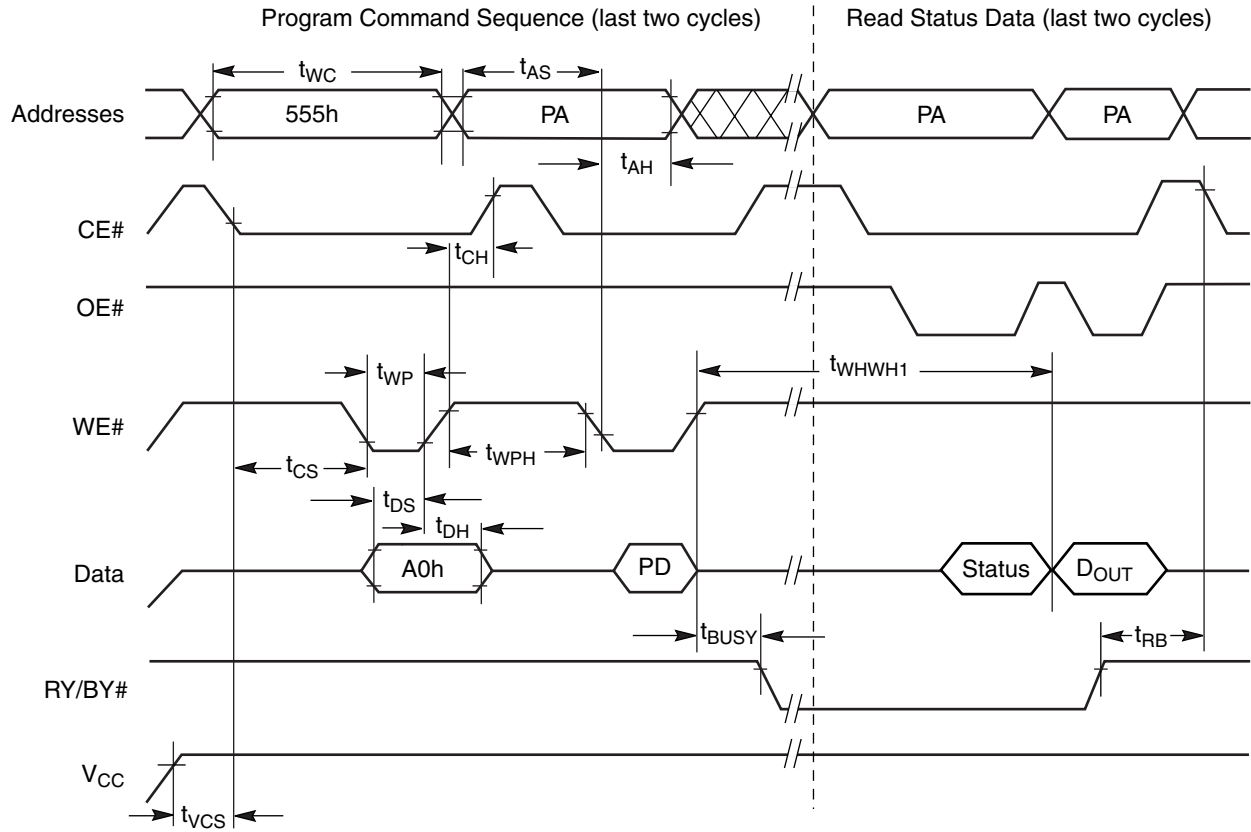 Program Command Sequence (last two cycles)
Read Status Data (last two cycles)
tWC
tAS
Addresses
555h
PA
PA
PA
tAH
CE#
tCH
OE#
tWP
tWHWH1
WE#
tCS
tWPH
tDS
tDH
Data
A0h
PD
Status
DOUT
tBUSY
tRB
RY/BY#
VCC
tVCS